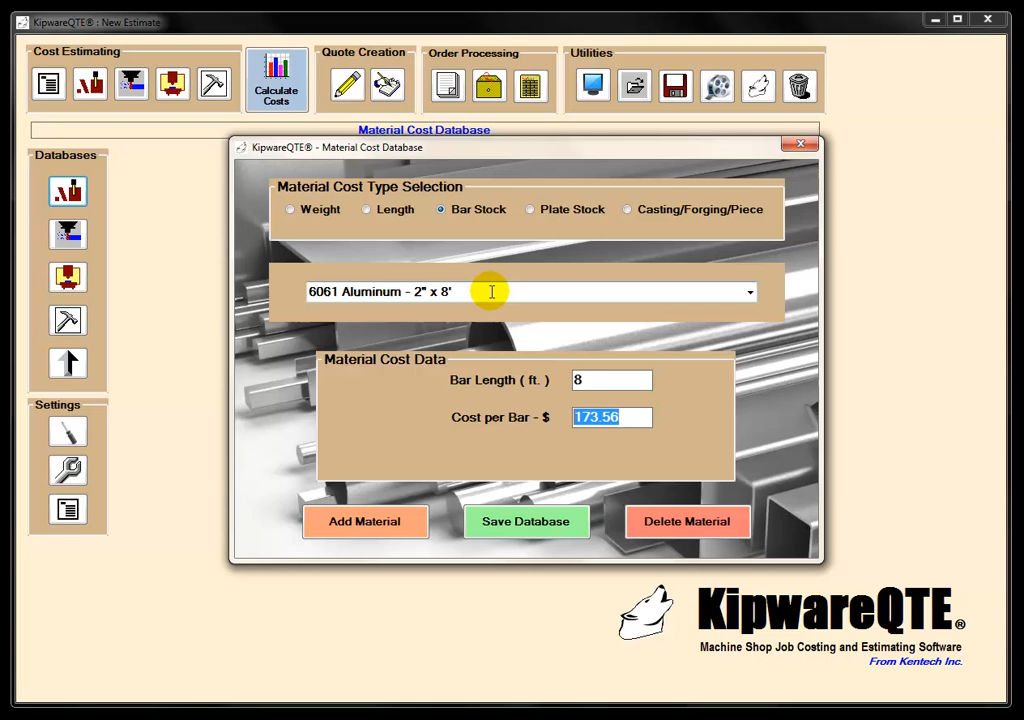 KipwareQTE® : New Estimate
Cost Estimating
Calculate
Costs
Quote Creation
Order Processing
Utilities
Material Cost Database
Databases
Settings
KipwareQTE® - Material Cost Database
Material Cost Type Selection
Weight Length Bar Stock Plate Stock Casting/Forging/Piece
6061 Aluminum - 2" x 8'
Material Cost Data
Bar Length ( ft. ) 8
Cost per Bar - $ 173.56
Add Material Save Database Delete Material
KipwareQTE®
Machine Shop Job Costing and Estimating Software
From Kentech Inc.